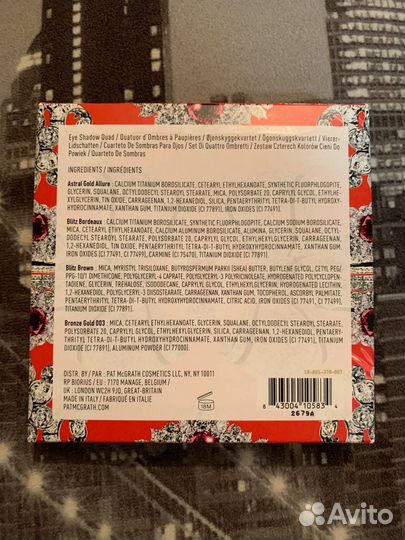 Eye Shadow Quad / Quatuor d'Ombres à Paupières / Øjenskyggekvartet / Ögonskuggskvartett / Vierer-
Lidschatten / Cuarteto De Sombras Para Ojos / Set Di Quattro Ombretti / Zestaw Czterech Kolorów Cieni Do
Powiek / Quarteto De Sombras
INGREDIENTS / INGRÉDIENTS
Astral Gold Allure : CALCIUM TITANIUM BOROSILICATE, CETEARYL ETHYLHEXANOATE, SYNTHETIC FLUORPHLOGOPITE,
GLYCERIN, SQUALANE, OCTYLDODECYL STEAROYL STEARATE, MICA, POLYSORBATE 20, CAPRYLYL GLYCOL,
ETHYLHEXYLGLYCERIN, TIN OXIDE, CARRAGEENAN, 1,2-HEXANEDIOL, SILICA, PENTAERYTHRITYL TETRA-DI-T-BUTYL
HYDROXYHYDROCINNAMATE, XANTHAN GUM, TITANIUM DIOXIDE (CI 77891), IRON OXIDES (CI 77491).
Blitz Bordeaux : CALCIUM TITANIUM BOROSILICATE, SYNTHETIC FLUORPHLOGOPITE, CALCIUM SODIUM BOROSILICATE,
MICA, CETEARYL ETHYLHEXANOATE, CALCIUM ALUMINUM BOROSILICATE, ALUMINA, GLYCERIN, SQUALANE, OCTYL-
DODECYL STEAROYL STEARATE, POLYSORBATE 20, CAPRYLYL GLYCOL, ETHYLHEXYLGLYCERIN, SILICA, CARRAGEENAN,
1,2-HEXANEDIOL, TIN OXIDE, PENTAERYTHRITYL TETRA-DI-T-BUTYL HYDROXYHYDROCINNAMATE, XANTHAN GUM,
IRON OXIDES (CI 77491, CI 77499), CARMINE (CI 75470), TITANIUM DIOXIDE (CI 77891).
Blitz Brown : MICA, MYRISTYL TRISILOXANE, BUTYROSPERMUM PARKII (SHEA) BUTTER, BUTYLENE GLYCOL, CETYL PEG/
PPG-10/1 DIMETHICONE, POLYGLYCERYL-4 ISOSTEARATE, POLYGLYCERYL-3 DIISOSTEARATE, HYDROGENATED POLYCYCLOPEN-
TADIENE, GLYCERIN, TREHALOSE, ISODODECANE, CAPRYLYL GLYCOL, ETHYLHEXYLGLYCERIN, HYDROGENATED LECITHIN,
1,2-HEXANEDIOL, POLYGLUCURONIC ACID, CARRAGEENAN, XANTHAN GUM, TOCOPHEROL, ASCORBYL PALMITATE,
PENTAERYTHRITYL TETRA-DI-T-BUTYL HYDROXYHYDROCINNAMATE, CITRIC ACID, IRON OXIDES (CI 77491, CI 77499),
TITANIUM DIOXIDE (CI 77891).
Bronze Gold 003 : MICA, CETEARYL ETHYLHEXANOATE, GLYCERIN, SQUALANE, OCTYLDODECYL STEAROYL STEARATE,
POLYSORBATE 20, CAPRYLYL GLYCOL, ETHYLHEXYLGLYCERIN, SILICA, CARRAGEENAN, 1,2-HEXANEDIOL, PENTAERY-
THRITYL TETRA-DI-T-BUTYL HYDROXYHYDROCINNAMATE, XANTHAN GUM, IRON OXIDES (CI 77491), TITANIUM DIOXIDE
(CI 77891), ALUMINUM POWDER (CI 77000).
DISTR. BY / PAR : PAT McGRATH COSMETICS LLC, NY, NY 10011
RP BIORIUS / EU : 7170 MANAGE, BELGIUM /
UK : LONDON WC2H 9JQ, GREAT-BRITAIN
MADE IN ITALY / FABRIQUÉ EN ITALIE
PATMCGRATH.COM
18M
8 43004 10583 4
2679A
Avito